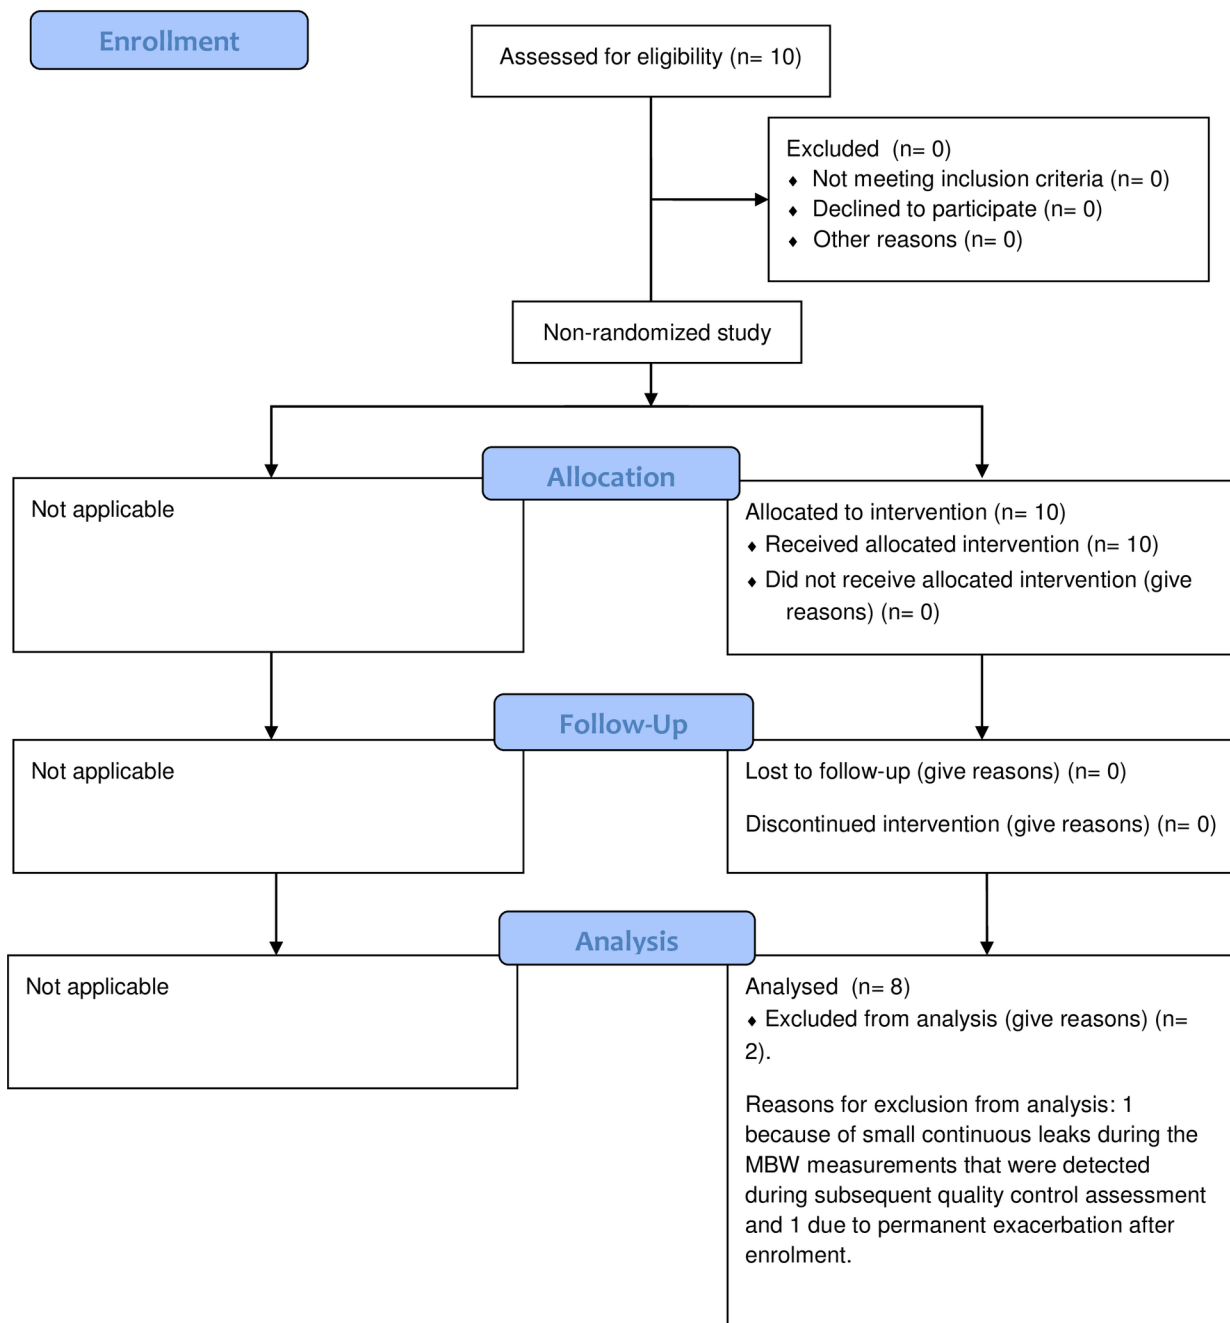 Enrollment
Assessed for eligibility (n= 10)
Excluded  (n= 0)
♦ Not meeting inclusion criteria (n= 0)
♦ Declined to participate (n= 0)
♦ Other reasons (n= 0)
Non-randomized study
Allocation
Not applicable
Allocated to intervention (n= 10)
♦ Received allocated intervention (n= 10)
♦ Did not receive allocated intervention (give
reasons) (n= 0)
Follow-Up
Not applicable
Lost to follow-up (give reasons) (n= 0)
Discontinued intervention (give reasons) (n= 0)
Analysis
Not applicable
Analysed  (n= 8)
♦ Excluded from analysis (give reasons) (n=
2).
Reasons for exclusion from analysis: 1
because of small continuous leaks during the
MBW measurements that were detected
during subsequent quality control assessment
and 1 due to permanent exacerbation after
enrolment.